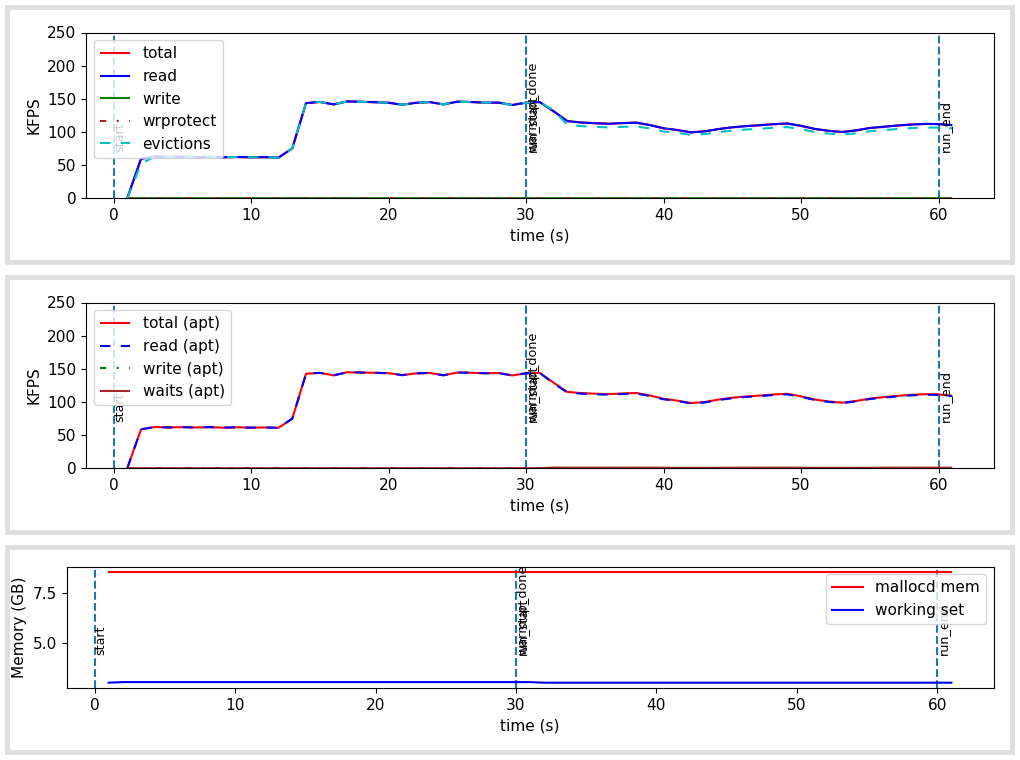 250
200
150
100
50
0
KFPS
total
read
write
wrprotect
evictions
start
run_end
0
10
20
30
40
50
60
time (s)
250
200
150
100
50
0
KFPS
total (apt)
read (apt)
write (apt)
waits (apt)
start
run_end
0
10
20
30
40
50
60
time (s)
7.5
5.0
Memory (GB)
mallocd mem
working set
start
0
10
20
30
40
50
60
time (s)